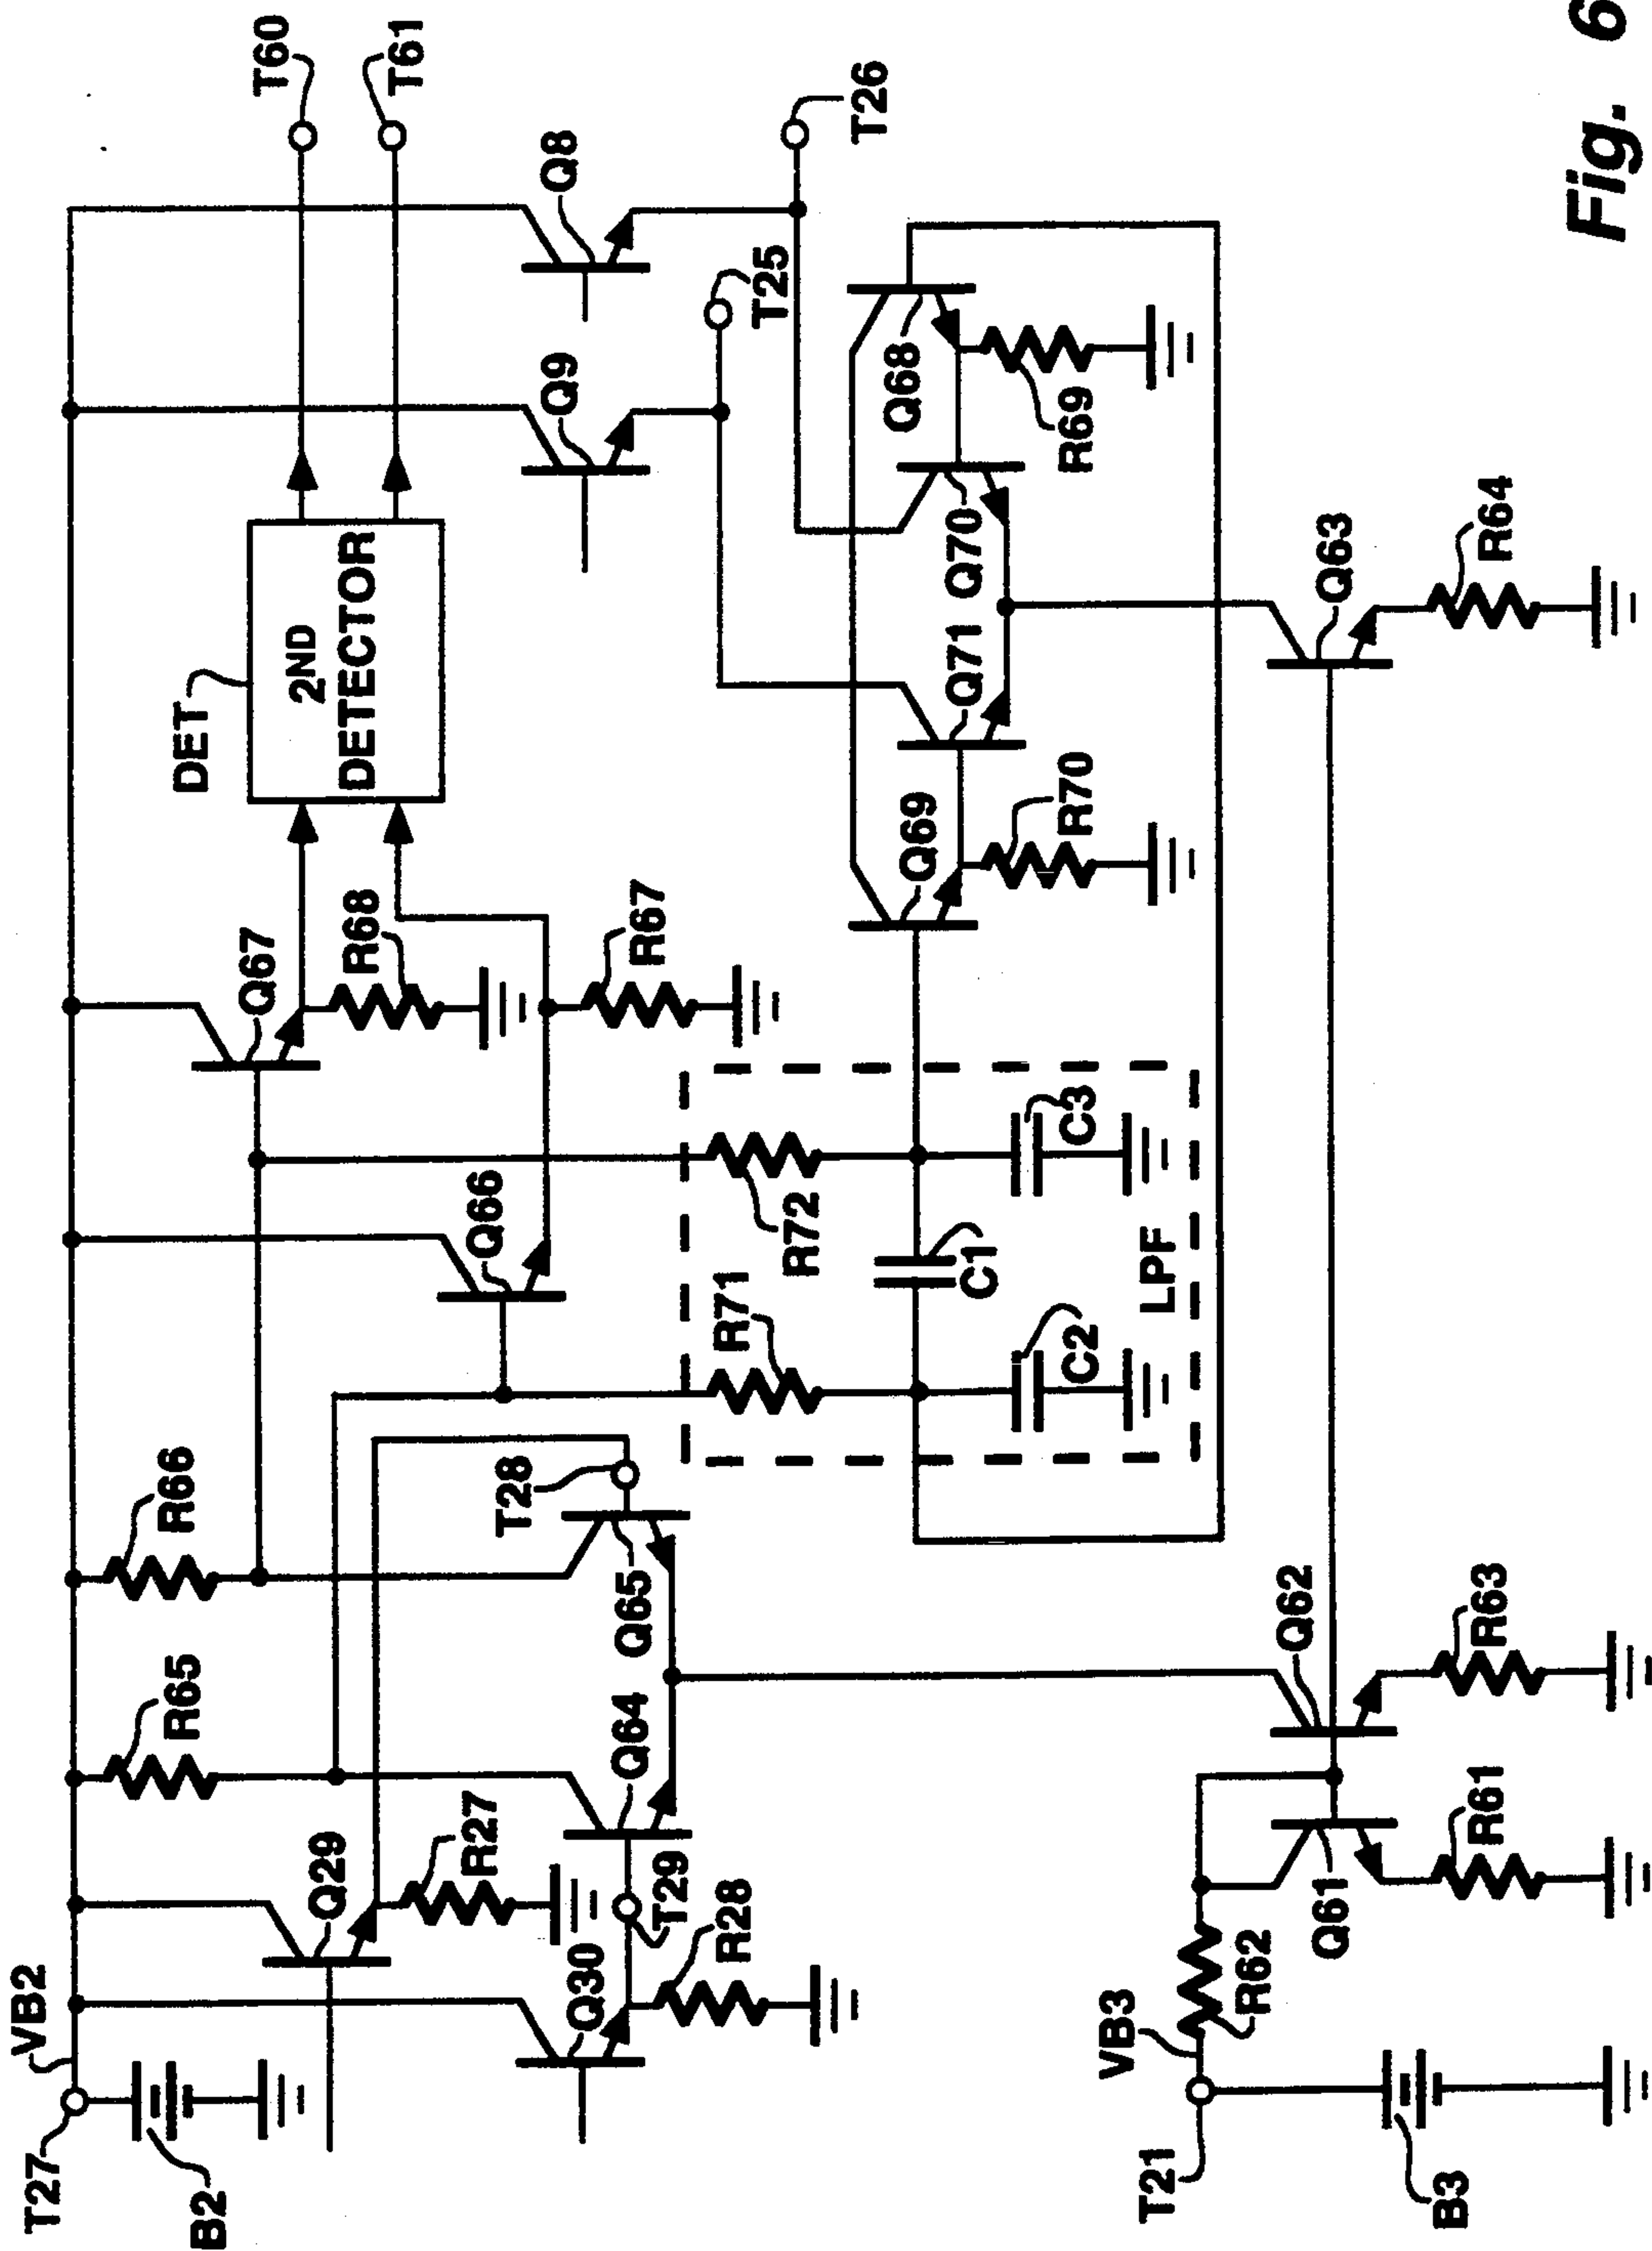 T27
VB2
B2
Q29
R27
Q30
T29
R28
R65
R66
Q64
Q65
T28
Q66
Q67
R68
R67
DET
2ND
DETECTOR
T60
T61
Q9
Q8
T25
T26
R71
R72
C1
C2
C3
LPF
Q69
R70
Q71
Q70
Q68
R69
T21
VB3
B3
R62
Q61
R61
Q62
R63
Q63
R64
Fig. 6